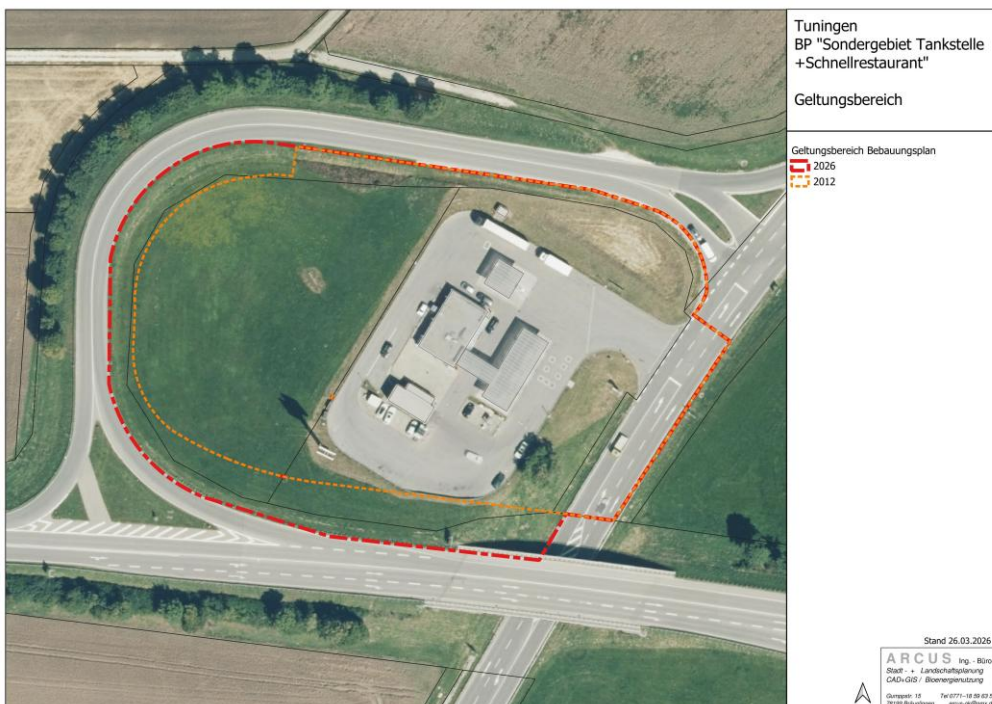 Tuningen
BP "Sondergebiet Tankstelle
+Schnellrestaurant"
Geltungsbereich
Geltungsbereich Bebauungsplan
2026
2012
Stand 26.03.2026
ARCUS Ing. - Büro
Stadt - + Landschaftsplanung
CAD+GIS / Bioenergienutzung
15